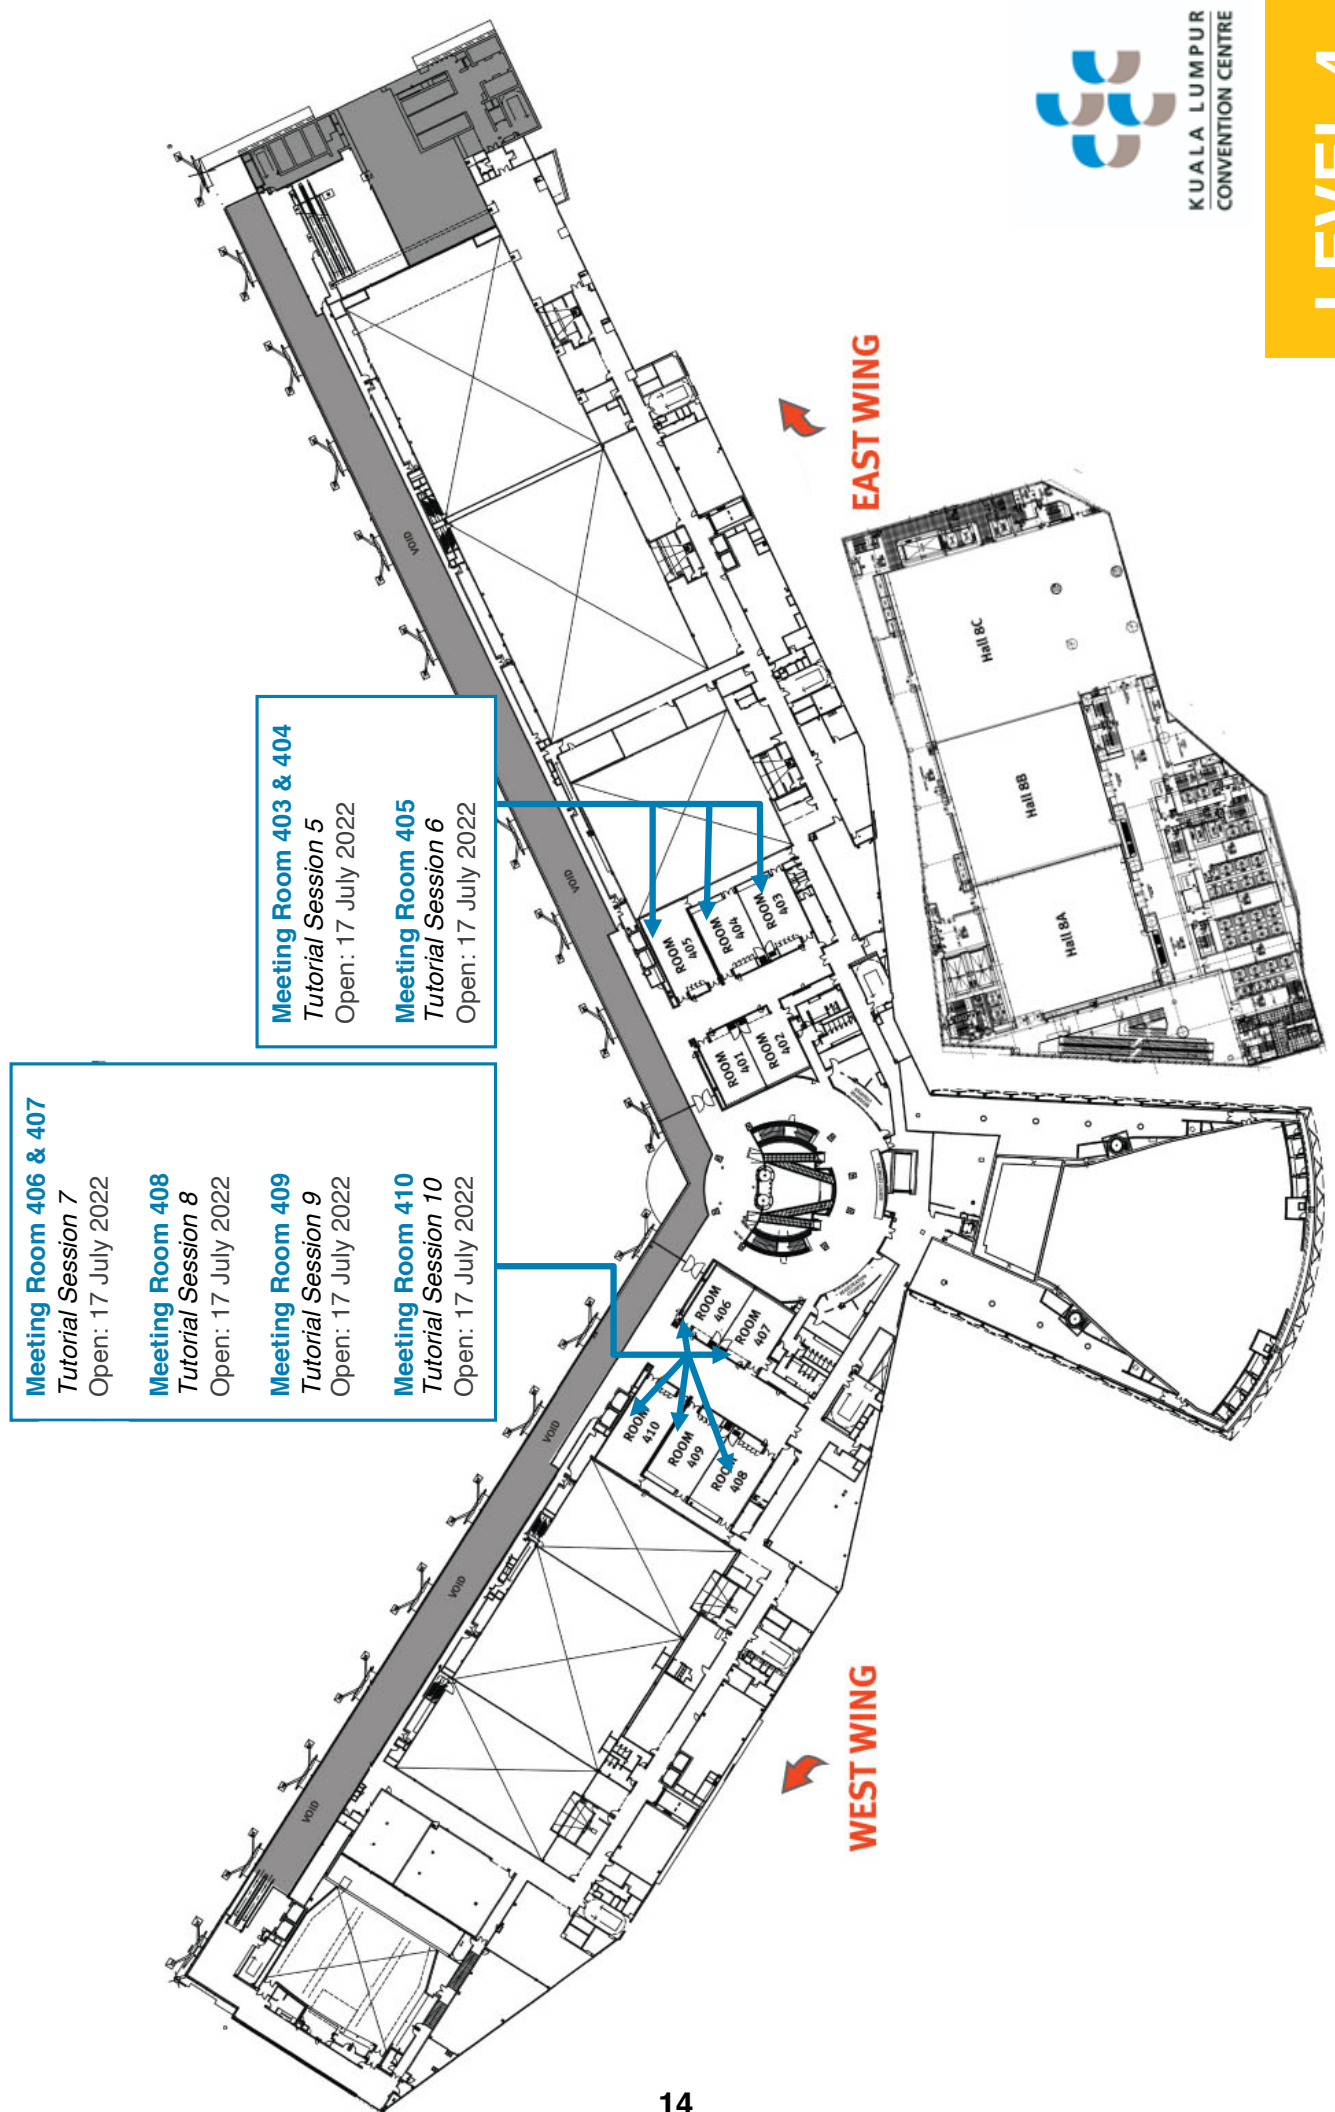 Meeting Room 406 & 407
Tutorial Session 7
Open: 17 July 2022
Meeting Room 408
Tutorial Session 8
Open: 17 July 2022
Meeting Room 409
Tutorial Session 9
Open: 17 July 2022
Meeting Room 410
Tutorial Session 10
Open: 17 July 2022
Meeting Room 403 & 404
Tutorial Session 5
Open: 17 July 2022
Meeting Room 405
Tutorial Session 6
Open: 17 July 2022
VOID
VOID
VOID
VOID
VOID
ROOM
410
ROOM
409
ROOM
408
ROOM
406
ROOM
407
ROOM
401
ROOM
402
ROOM
405
ROOM
404
ROOM
403
WEST WING
EAST WING
Hall 8A
Hall 8B
Hall 8C
KUALA LUMPUR
CONVENTION CENTRE
LEVEL 4
14